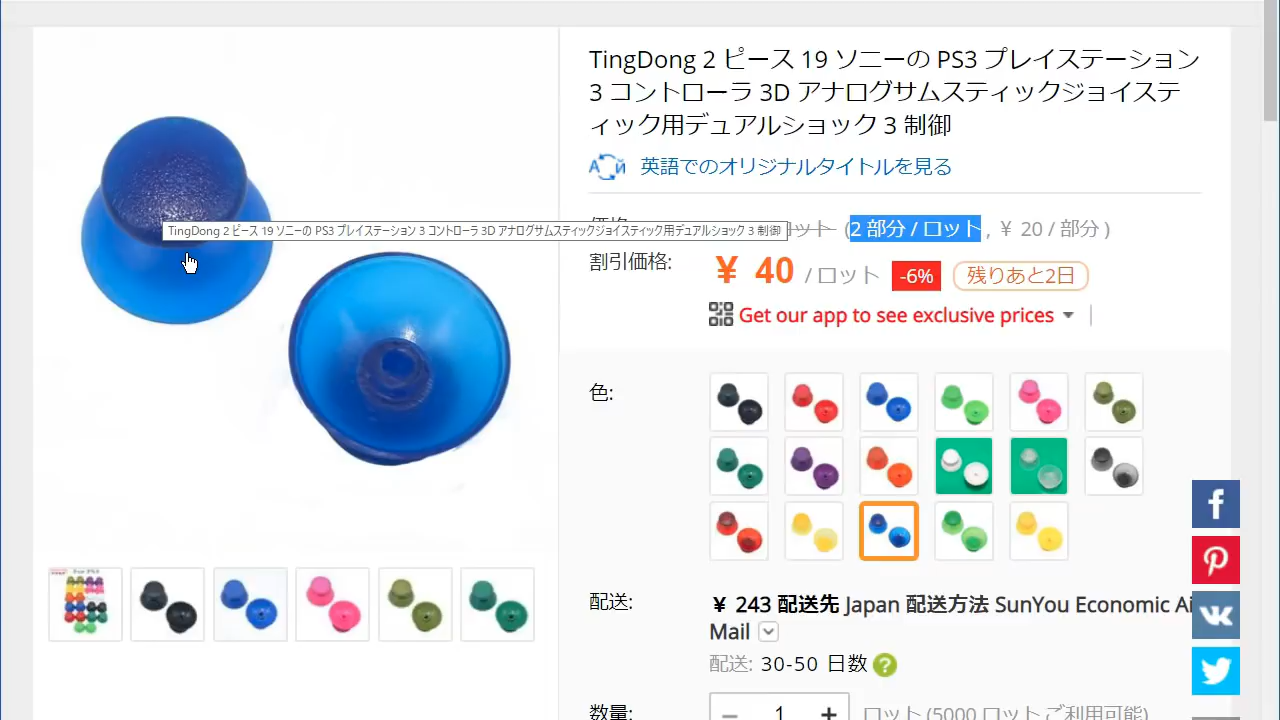 TingDong 2 ピース 19 ソニーの PS3 プレイステーション
3 コントローラ 3D アナログサムスティックジョイステ
ィック用デュアルショック 3 制御
英語でのオリジナルタイトルを見る
ロット (2 部分 / ロット , ¥ 20 / 部分 )
TingDong 2 ピース 19 ソニーの PS3 プレイステーション 3 コントローラ 3D アナログサムスティックジョイスティック用デュアルショック 3 制御
割引価格: ¥ 40 / ロット -6% 残りあと2日
Get our app to see exclusive prices
色:
配送: ¥ 243 配送先 Japan 配送方法 SunYou Economic Ai
Mail
配送: 30-50 日数
数量: 1 ロット (5000 ロット ご利用可能)